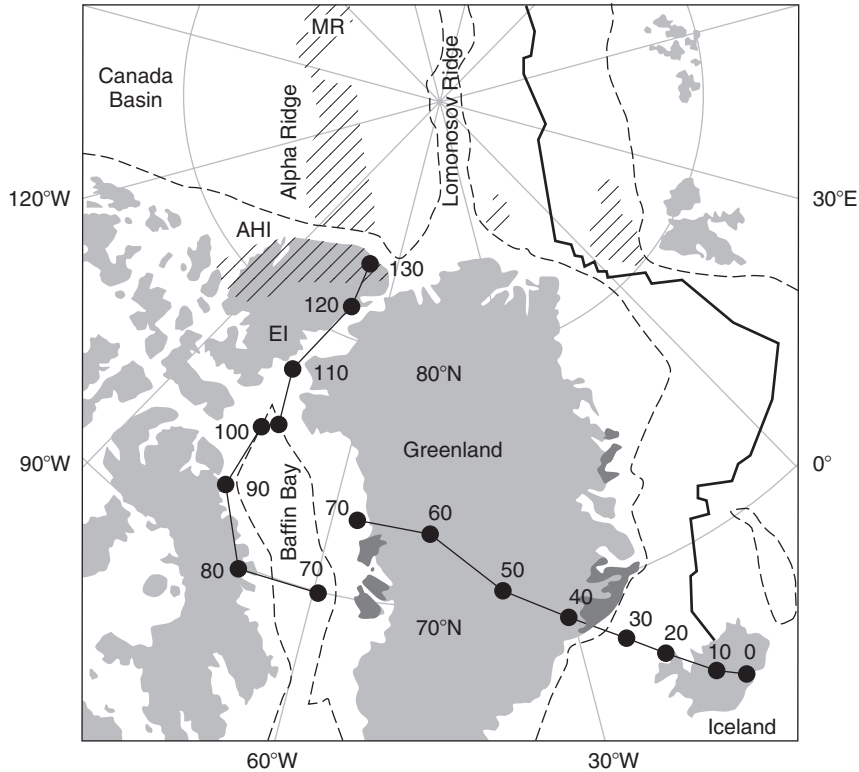 MR
Canada
Basin
Alpha Ridge
Lomonosov Ridge
120°W
30°E
AHI
130
120
EI
110
80°N
100
Greenland
90°W
0°
90
Baffin Bay
70
60
80
70
50
40
70°N
30
20
10
0
Iceland
60°W
30°W